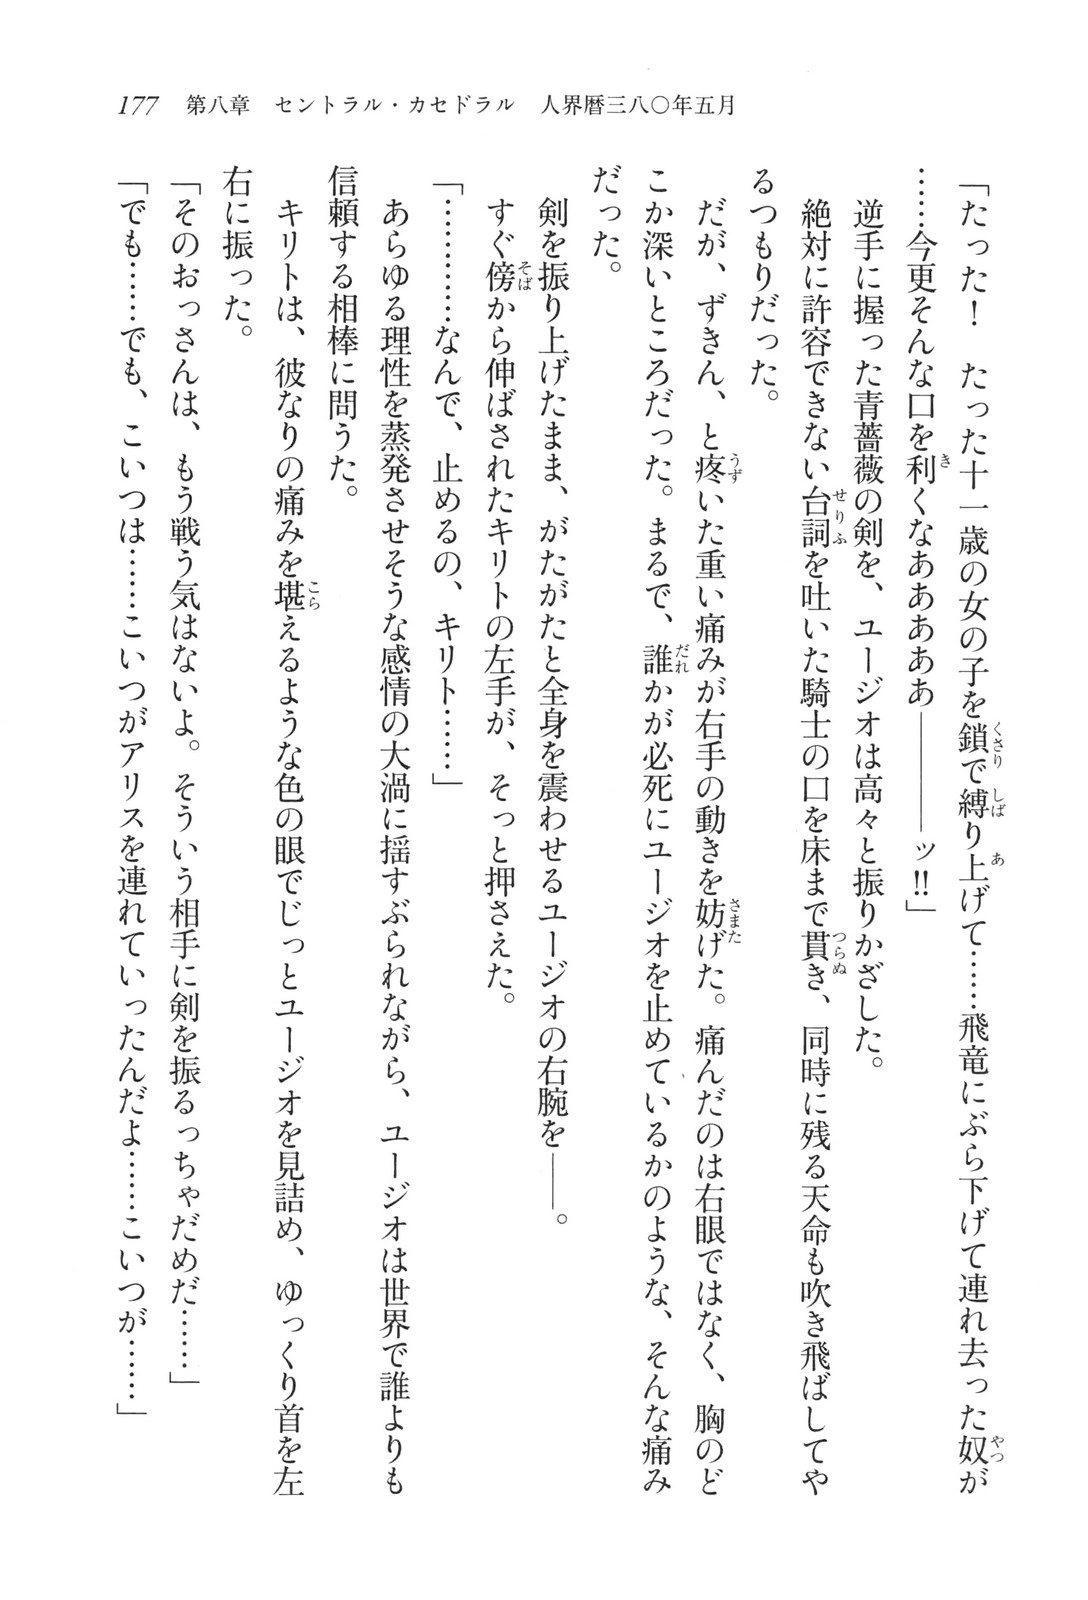 177　第八章　セントラル・カセドラル　人界暦三八〇年五月
「たった！　たった十一歳の女の子を鎖で縛り上げて……飛竜にぶら下げて連れ去った奴が
……今更そんな口を利くなあああああ――――ッ!!」
　逆手に握った青薔薇の剣を、ユージオは高々と振りかざした。
　絶対に許容できない台詞を吐いた騎士の口を床まで貫き、同時に残る天命も吹き飛ばしてや
るつもりだった。
　だが、ずきん、と疼いた重い痛みが右手の動きを妨げた。痛んだのは右眼ではなく、胸のど
こか深いところだった。まるで、誰かが必死にユージオを止めているかのような、そんな痛み
だった。
　剣を振り上げたまま、がたがたと全身を震わせるユージオの右腕を――。
　すぐ傍から伸ばされたキリトの左手が、そっと押さえた。
「…………なんで、止めるの、キリト……」
　あらゆる理性を蒸発させそうな感情の大渦に揺すぶられながら、ユージオは世界で誰よりも
信頼する相棒に問うた。
　キリトは、彼なりの痛みを堪えるような色の眼でじっとユージオを見詰め、ゆっくり首を左
右に振った。
「そのおっさんは、もう戦う気はないよ。そういう相手に剣を振るっちゃだめだ……」
「でも……でも、こいつは……こいつがアリスを連れていったんだよ……こいつが……」